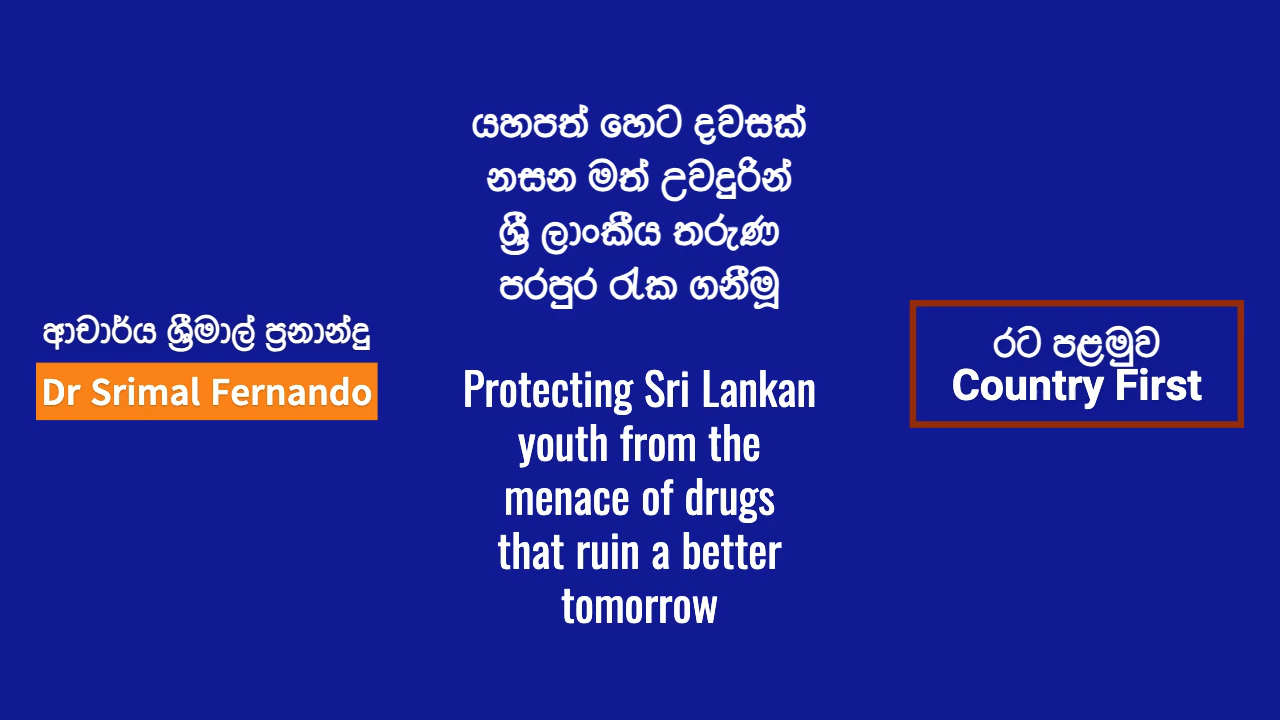 යහපත් හෙට දවසක්
නසන මත් උවදුරින්
ශ්‍රී ලාංකීය තරුණ
පරපුර රැක ගනිමූ
Protecting Sri Lankan
youth from the
menace of drugs
that ruin a better
tomorrow
ආචාර්ය ශ්‍රීමාල් ප්‍රනාන්දු
Dr Srimal Fernando
රට පළමුව
Country First